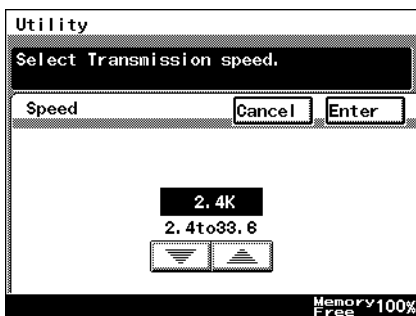 Utility
Select Transmission speed.
Speed
Cancel
Enter
2.4K
2.4to33.6
Memory
Free
100%